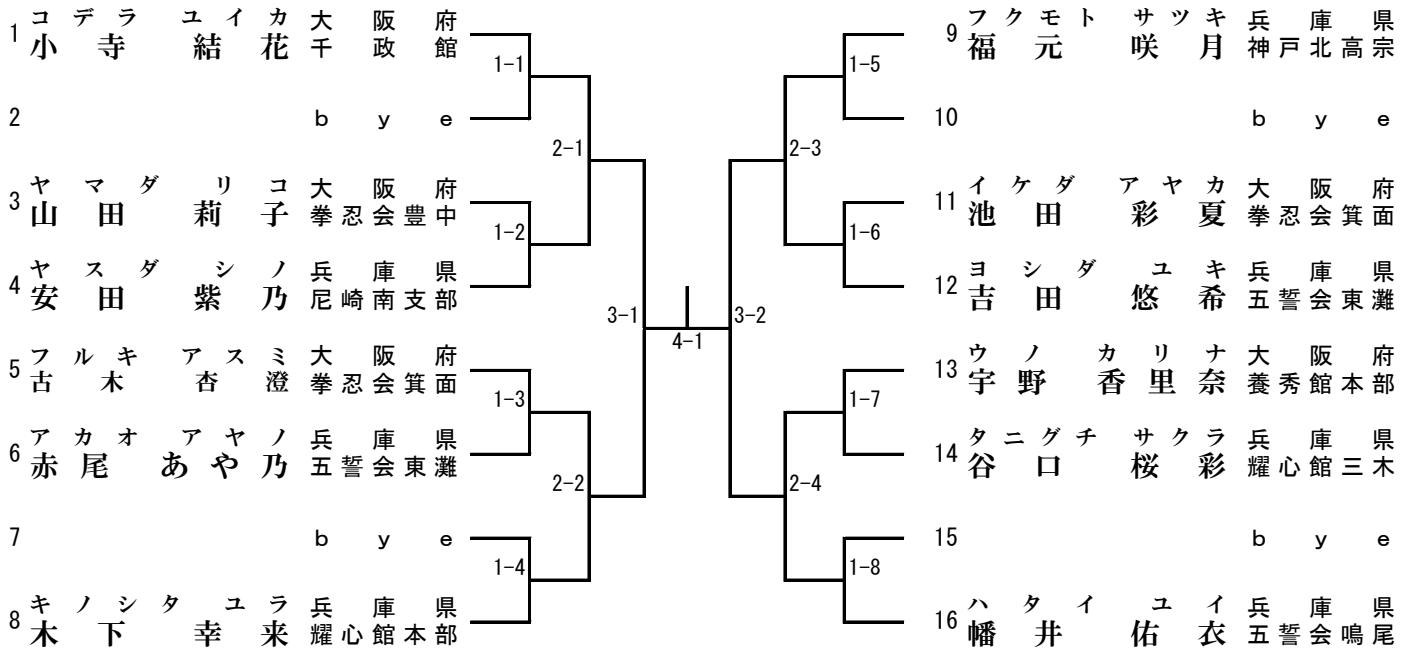 コデラ ユイカ 大阪府
1 小寺 結花 千政館
1-1
2 bye
2-1
ヤマダ リコ 大阪府
3 山田 莉子 拳忍会豊中
1-2
ヤスダ シノ 兵庫県
4 安田 紫乃 尼崎南支部
3-1
フルキ アスミ 大阪府
5 古木 杏澄 拳忍会箕面
1-3
アカオ アヤノ 兵庫県
6 赤尾 あや乃 五誓会東灘
2-2
7 bye
1-4
キノシタ ユラ 兵庫県
8 木下 幸来 耀心館本部
4-1
フクモト サツキ 兵庫県
9 福元 咲月 神戸北高宗
1-5
10 bye
2-3
イケダ アヤカ 大阪府
11 池田 彩夏 拳忍会箕面
1-6
ヨシダ ユキ 兵庫県
12 吉田 悠希 五誓会東灘
3-2
ウノ カリナ 大阪府
13 宇野 香里奈 養秀館本部
1-7
タニグチ サクラ 兵庫県
14 谷口 桜彩 耀心館三木
2-4
15 bye
1-8
ハタイ ユイ 兵庫県
16 幡井 佑衣 五誓会鳴尾